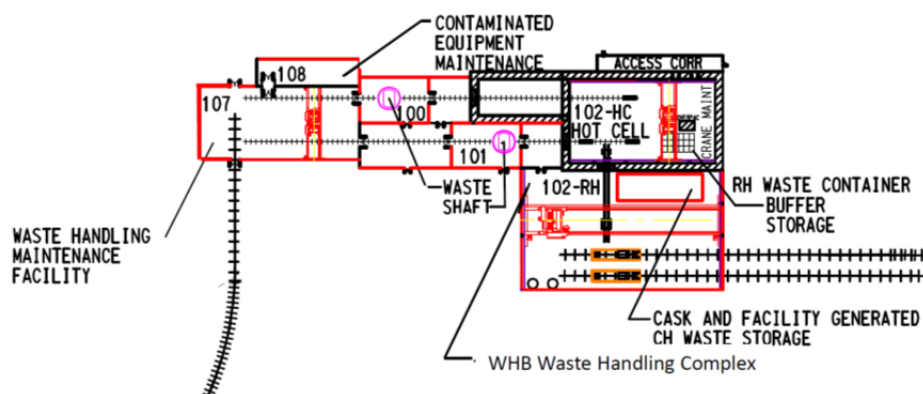 CONTAMINATED
EQUIPMENT
MAINTENANCE
ACCESS CORR
108
107
100
102-HC
HOT CELL
CRANE MAINT
101
WASTE
SHAFT
102-RH
RH WASTE CONTAINER
BUFFER
STORAGE
WASTE HANDLING
MAINTENANCE
FACILITY
CASK AND FACILITY GENERATED
CH WASTE STORAGE
WHB Waste Handling Complex